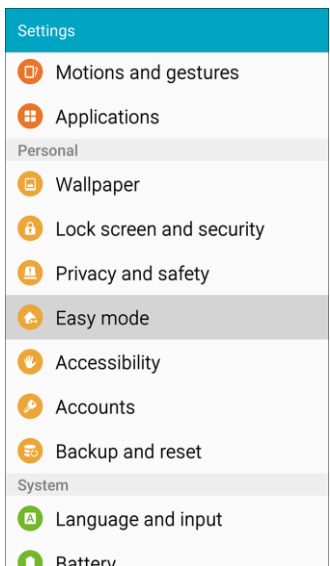 Settings
Motions and gestures
Applications
Personal
Wallpaper
Lock screen and security
Privacy and safety
Easy mode
Accessibility
Accounts
Backup and reset
System
A
Language and input
Battery